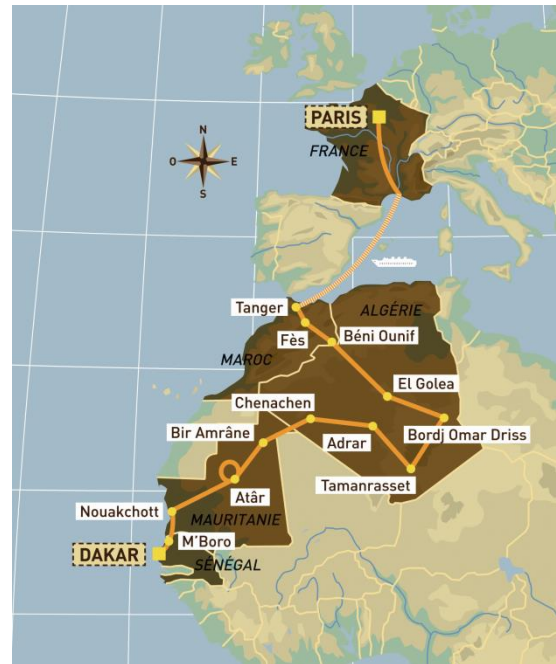 PARIS
FRANCE
N
O
E
S
Tanger
ALGÉRIE
Fès
Béni Ounif
MAROC
El Golea
Chenachen
Bir Amrâne
Adrar
Bordj Omar Driss
Tamanrasset
Atâr
Nouakchott
MAURITANIE
M'Boro
DAKAR
SÉNÉGAL